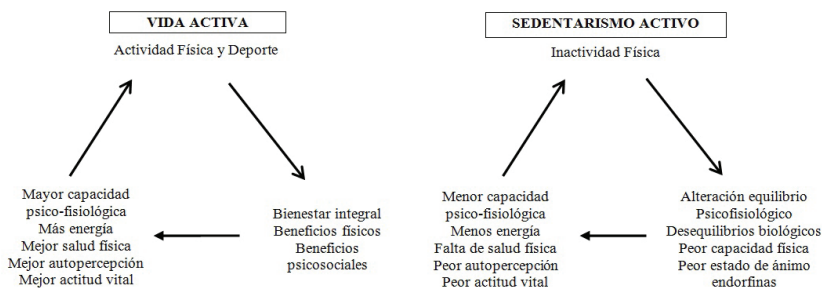 VIDA ACTIVA
Actividad Física y Deporte
Mayor capacidad
psico-fisiológica
Más energía
Mejor salud física
Mejor autopercepción
Mejor actitud vital
Bienestar integral
Beneficios físicos
Beneficios
psicosociales
SEDENTARISMO ACTIVO
Inactividad Física
Menor capacidad
psico-fisiológica
Menos energía
Falta de salud física
Peor autopercepción
Peor actitud vital
Alteración equilibrio
Psicofisiológico
Desequilibrios biológicos
Peor capacidad física
Peor estado de ánimo
endorfinas